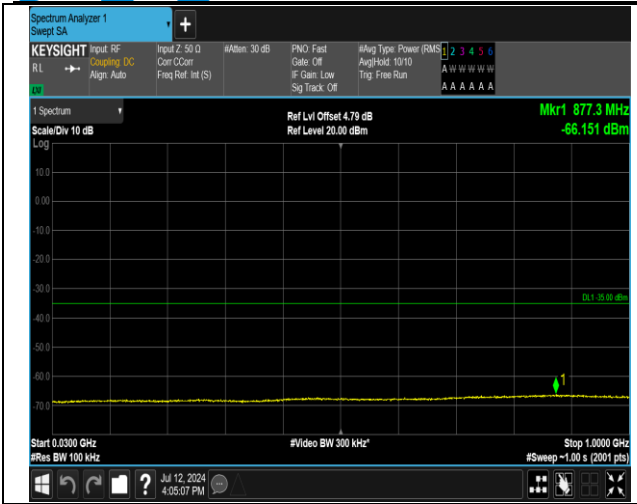 Spectrum Analyzer 1
Swept SA
+
KEYSIGHT
RL
LXI
Input: RF
Coupling: DC
Align: Auto
Input Z: 50 Ω
Corr CCorr
Freq Ref: Int (S)
#Atten: 30 dB
PNO: Fast
Gate: Off
IF Gain: Low
Sig Track: Off
#Avg Type: Power (RMS
Avg|Hold: 10/10
Trig: Free Run
1 2 3 4 5 6
A W W W W W
A A A A A A
1 Spectrum
Scale/Div 10 dB
Log
Ref Lvl Offset 4.79 dB
Ref Level 20.00 dBm
Mkr1 877.3 MHz
-66.151 dBm
10.0
0.00
-10.0
-20.0
-30.0
DL1 -35.00 dBm
-40.0
-50.0
-60.0
1
-70.0
Start 0.0300 GHz
#Res BW 100 kHz
#Video BW 300 kHz*
Stop 1.0000 GHz
#Sweep ~1.00 s (2001 pts)
?
Jul 12, 2024
4:05:07 PM